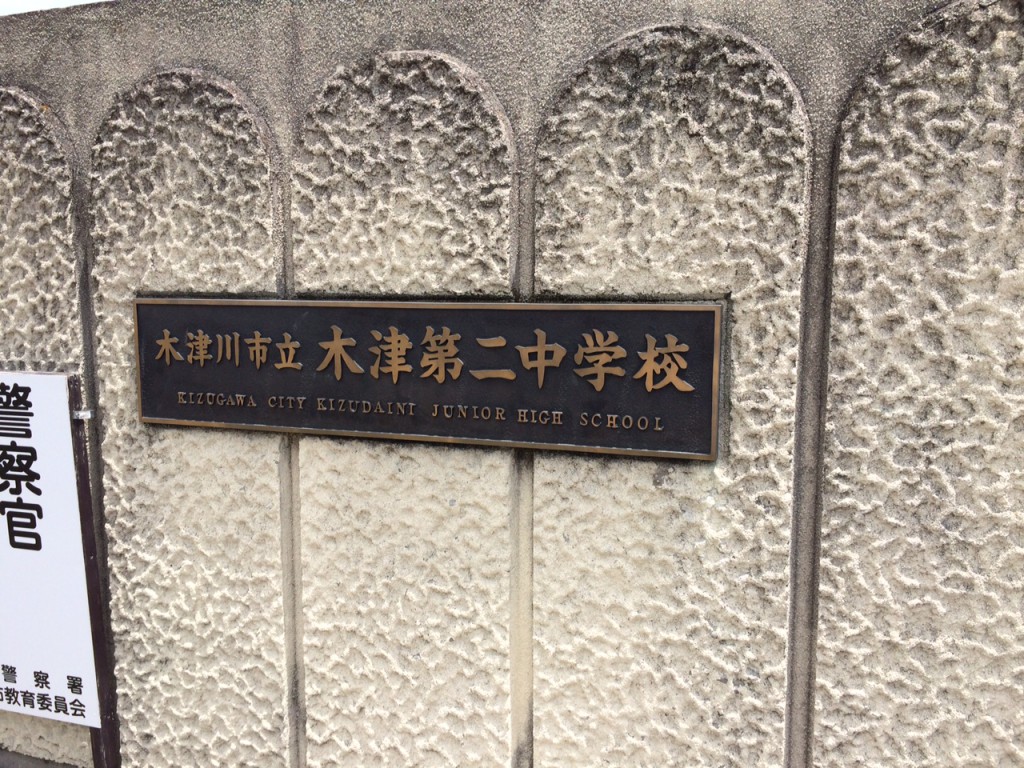 木津川市立 木津第二中学校
KIZUGAWA CITY KIZUDAINI JUNIOR HIGH SCHOOL
警察官
警察署
市教育委員会